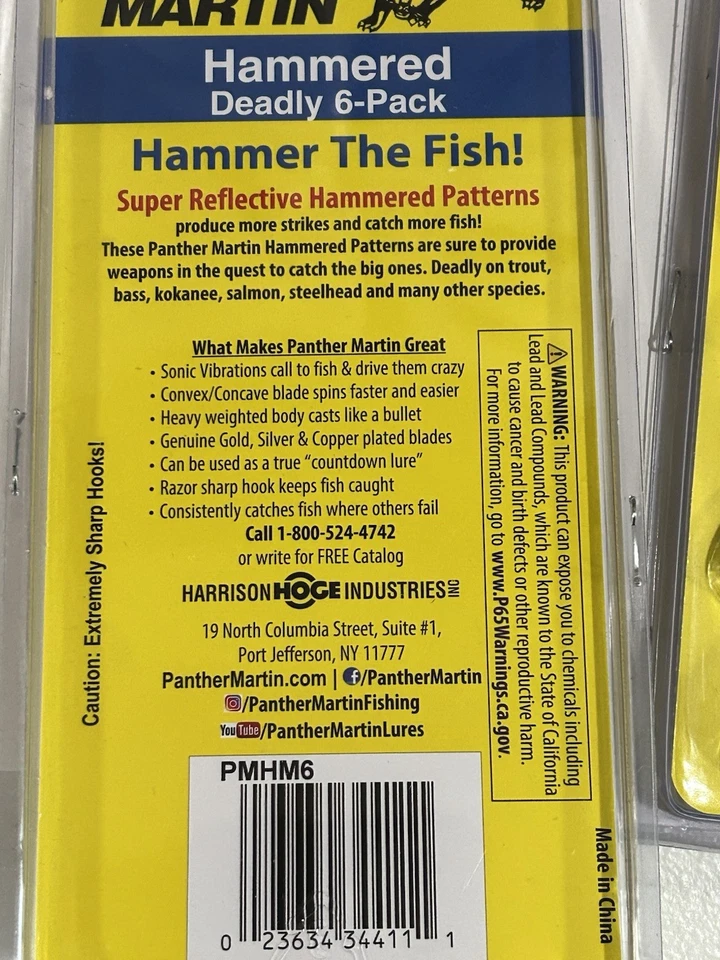 MARTIN
Hammered
Deadly 6-Pack
Hammer The Fish!
Super Reflective Hammered Patterns
produce more strikes and catch more fish!
These Panther Martin Hammered Patterns are sure to provide
weapons in the quest to catch the big ones. Deadly on trout,
bass, kokanee, salmon, steelhead and many other species.
What Makes Panther Martin Great
• Sonic Vibrations call to fish & drive them crazy
• Convex/Concave blade spins faster and easier
• Heavy weighted body casts like a bullet
• Genuine Gold, Silver & Copper plated blades
• Can be used as a true “countdown lure”
• Razor sharp hook keeps fish caught
• Consistently catches fish where others fail
Call 1-800-524-4742
or write for FREE Catalog
HARRISON HOGE INDUSTRIES INC
19 North Columbia Street, Suite #1,
Port Jefferson, NY 11777
PantherMartin.com | f/PantherMartin
/PantherMartinFishing
YouTube/PantherMartinLures
Caution: Extremely Sharp Hooks!
⚠WARNING: This product can expose you to chemicals including
Lead and Lead Compounds, which are known to the State of California
to cause cancer and birth defects or other reproductive harm.
For more information, go to www.P65Warnings.ca.gov.
PMHM6
0 23634 34411 1
Made in China